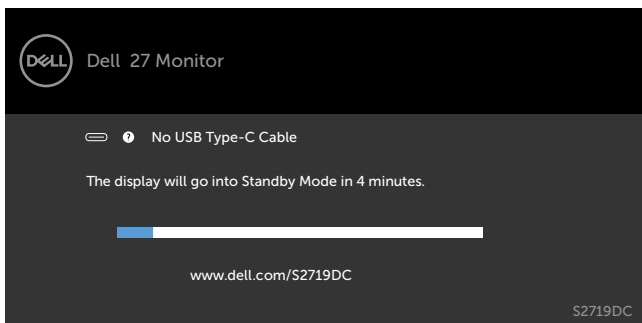 DELL
Dell 27 Monitor
? No USB Type-C Cable
The display will go into Standby Mode in 4 minutes.
www.dell.com/S2719DC
S2719DC